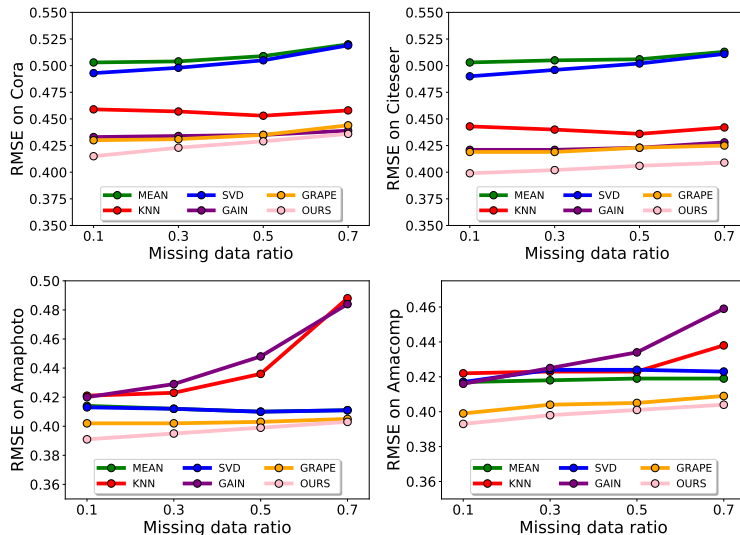 RMSE on Cora
0.550
0.525
0.500
0.475
0.450
0.425
0.400
0.375
0.350
MEAN SVD GRAPE
KNN GAIN OURS
0.1 0.3 0.5 0.7
Missing data ratio
RMSE on Citeseer
0.550
0.525
0.500
0.475
0.450
0.425
0.400
0.375
0.350
MEAN SVD GRAPE
KNN GAIN OURS
0.1 0.3 0.5 0.7
Missing data ratio
RMSE on Amaphoto
0.50
0.48
0.46
0.44
0.42
0.40
0.38
0.36
MEAN SVD GRAPE
KNN GAIN OURS
0.1 0.3 0.5 0.7
Missing data ratio
RMSE on Amacomp
0.46
0.44
0.42
0.40
0.38
0.36
MEAN SVD GRAPE
KNN GAIN OURS
0.1 0.3 0.5 0.7
Missing data ratio